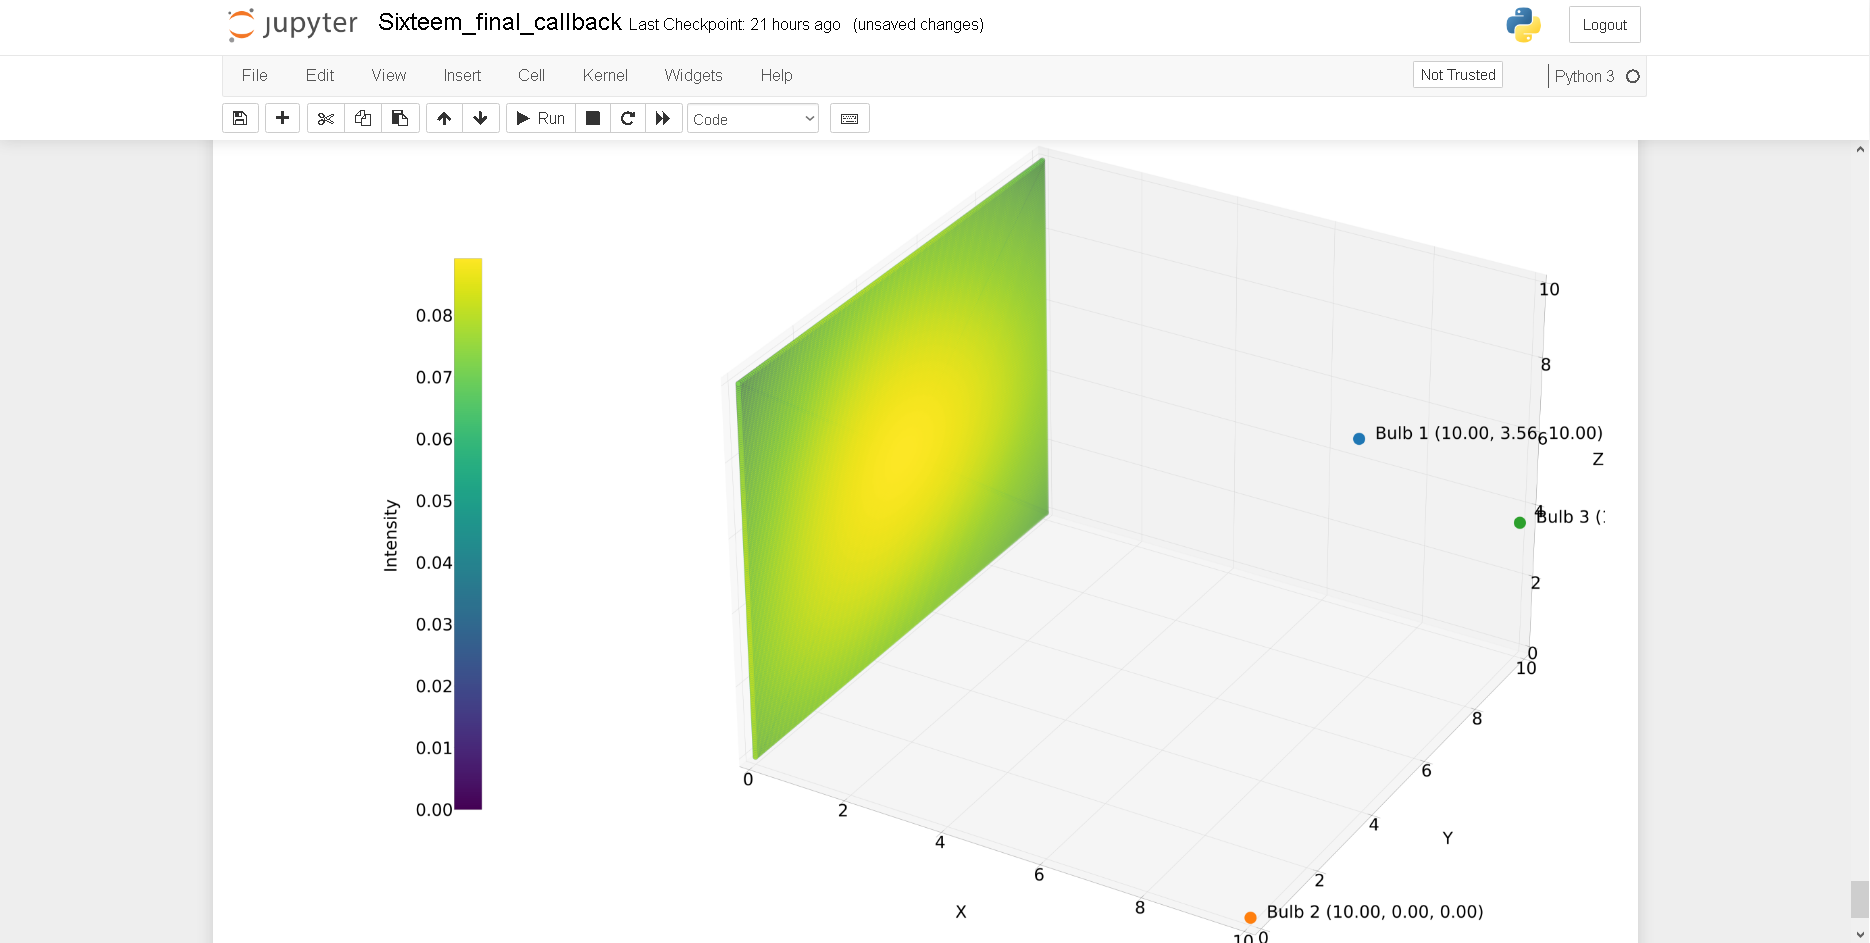 jupyter Sixteem_final_callback Last Checkpoint: 21 hours ago (unsaved changes) Logout
File Edit View Insert Cell Kernel Widgets Help Not Trusted Python 3
Run Code
10
0.08
8
0.07
Bulb 1 (10.00, 3.56, 10.00)
6
0.06
Z
0.05
4
Bulb 3 (
Intensity
0.04
2
0.03
0
10
0.02
8
0.01
6
0
0.00
2
4
Y
4
6
2
8
X
Bulb 2 (10.00, 0.00, 0.00)
10
0